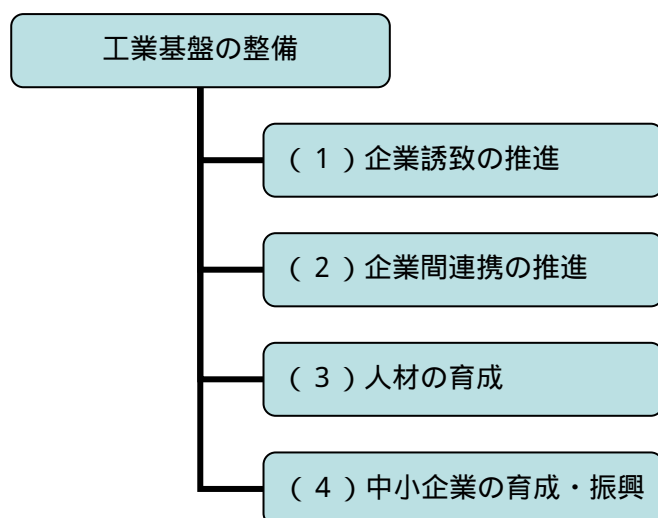 工業基盤の整備
(1)企業誘致の推進
(2)企業間連携の推進
(3)人材の育成
(4)中小企業の育成・振興